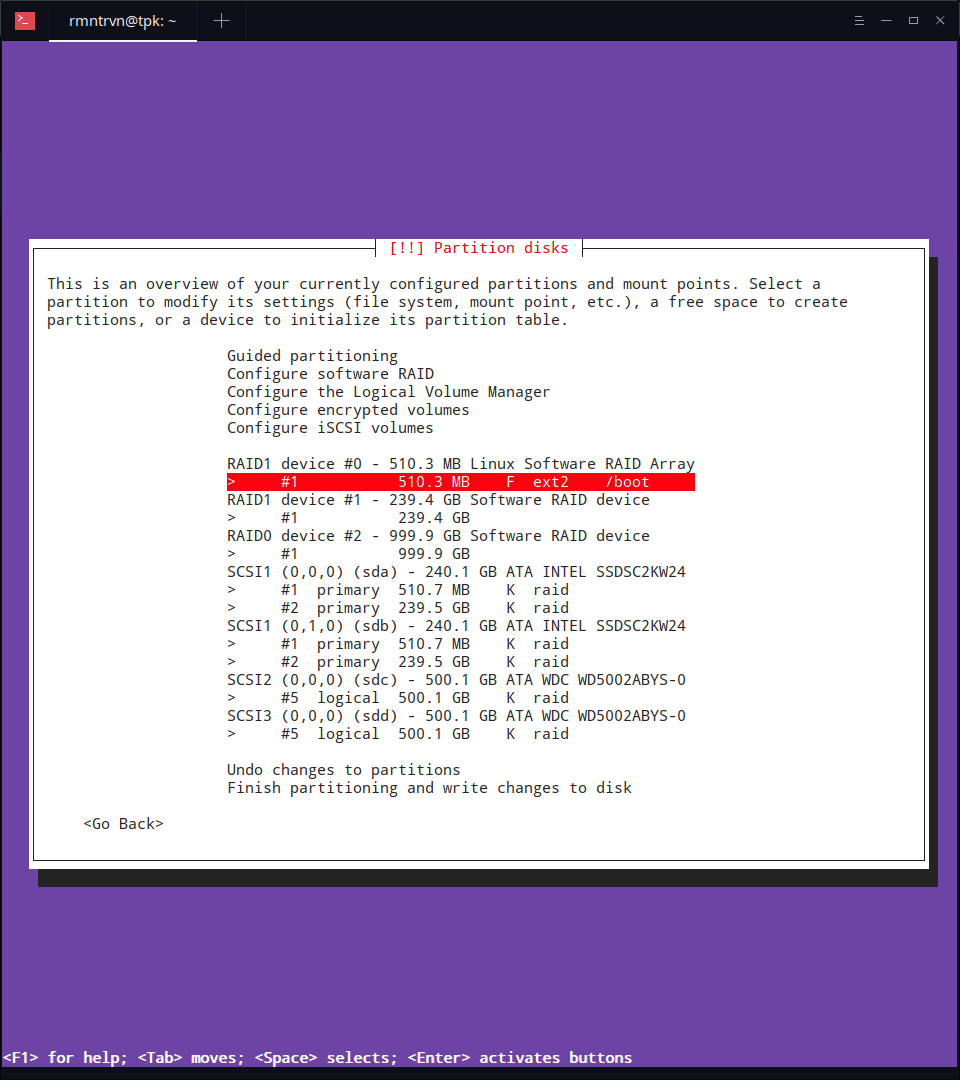 rmntrvn@tpk: ~
[!!] Partition disks
This is an overview of your currently configured partitions and mount points. Select a
partition to modify its settings (file system, mount point, etc.), a free space to create
partitions, or a device to initialize its partition table.
Guided partitioning
Configure software RAID
Configure the Logical Volume Manager
Configure encrypted volumes
Configure iSCSI volumes
RAID1 device #0 - 510.3 MB Linux Software RAID Array
>     #1           510.3 MB    F  ext2    /boot
RAID1 device #1 - 239.4 GB Software RAID device
>     #1           239.4 GB
RAID0 device #2 - 999.9 GB Software RAID device
>     #1           999.9 GB
SCSI1 (0,0,0) (sda) - 240.1 GB ATA INTEL SSDSC2KW24
>     #1  primary  510.7 MB    K  raid
>     #2  primary  239.5 GB    K  raid
SCSI1 (0,1,0) (sdb) - 240.1 GB ATA INTEL SSDSC2KW24
>     #1  primary  510.7 MB    K  raid
>     #2  primary  239.5 GB    K  raid
SCSI2 (0,0,0) (sdc) - 500.1 GB ATA WDC WD5002ABYS-0
>     #5  logical  500.1 GB    K  raid
SCSI3 (0,0,0) (sdd) - 500.1 GB ATA WDC WD5002ABYS-0
>     #5  logical  500.1 GB    K  raid
Undo changes to partitions
Finish partitioning and write changes to disk
<Go Back>
<F1> for help; <Tab> moves; <Space> selects; <Enter> activates buttons